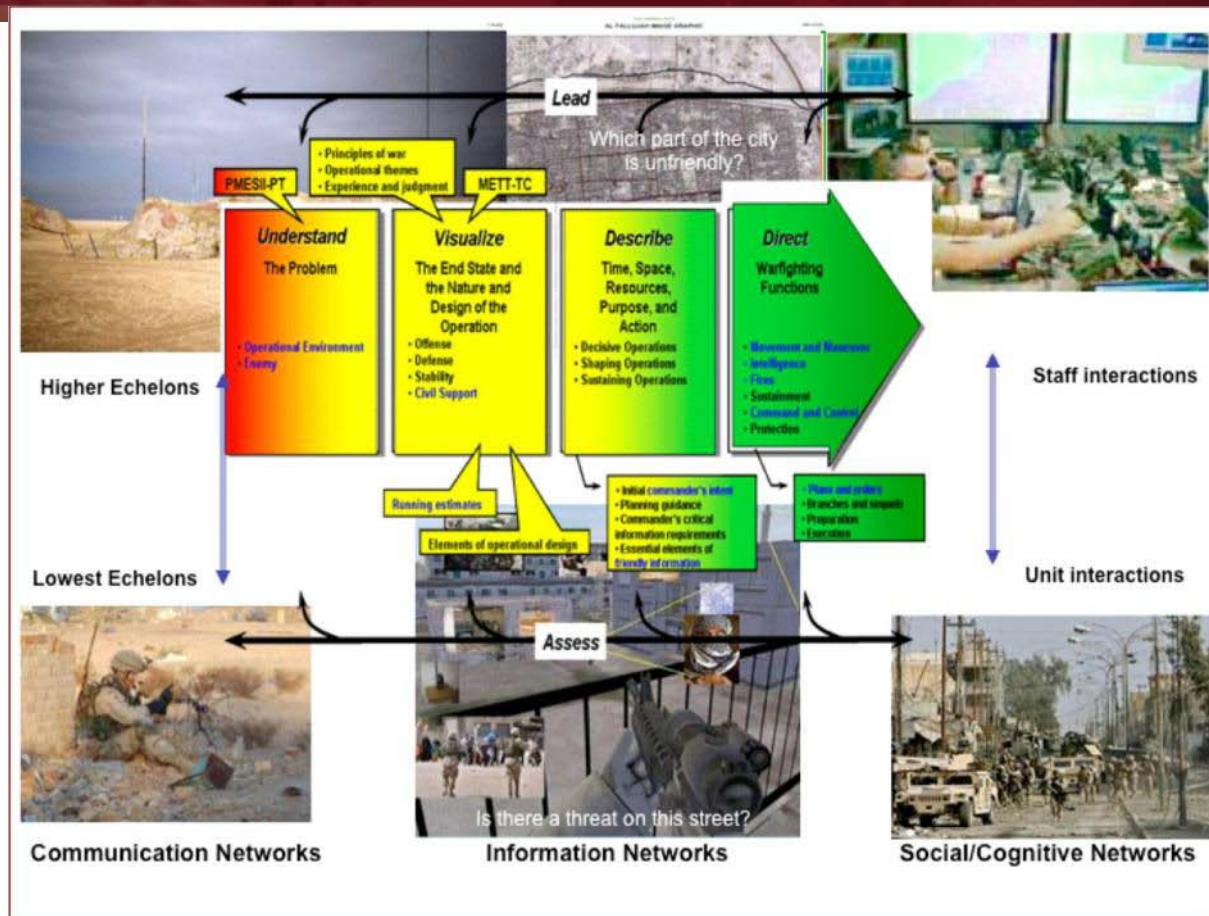 AL FALLUJAH IMAGE GRAPHIC
Lead
Which part of the city
is unfriendly?
• Principles of war
• Operational themes
• Experience and judgment
PMESII-PT
METT-TC
Understand
The Problem
• Operational Environment
• Enemy
Visualize
The End State and
the Nature and
Design of the
Operation
• Offense
• Defense
• Stability
• Civil Support
Describe
Time, Space,
Resources,
Purpose, and
Action
• Decisive Operations
• Shaping Operations
• Sustaining Operations
Direct
Warfighting
Functions
• Movement and Maneuver
• Intelligence
• Fires
• Sustainment
• Command and Control
• Protection
Higher Echelons
Staff interactions
Running estimates
Elements of operational design
• Initial commander's intent
• Planning guidance
• Commander's critical
information requirements
• Essential elements of
friendly information
• Plans and orders
• Branches and sequels
• Preparation
• Execution
Lowest Echelons
Unit interactions
Assess
Is there a threat on this street?
Communication Networks
Information Networks
Social/Cognitive Networks